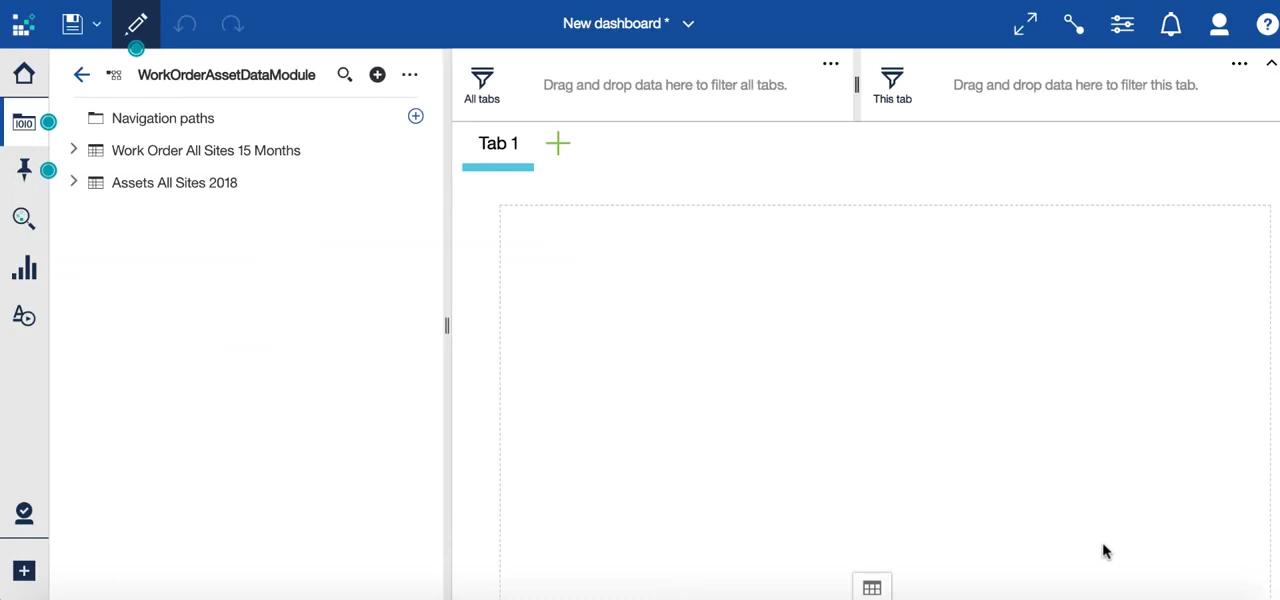 New dashboard *
?
WorkOrderAssetDataModule
All tabs
Drag and drop data here to filter all tabs.
This tab
Drag and drop data here to filter this tab.
1010
Navigation paths
Work Order All Sites 15 Months
Assets All Sites 2018
Tab 1
A